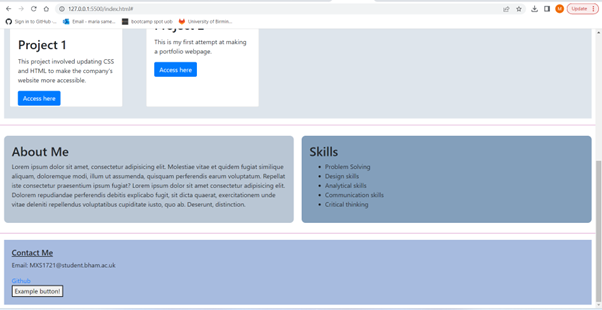 127.0.0.1:5500/index.html#
Update
Sign in to GitHub ·
Email - maria.same...
bootcamp spot uob
University of Birmin...
Project 1
This project involved updating CSS
and HTML to make the company's
website more accessible.
Access here
This is my first attempt at making
a portfolio webpage.
Access here
About Me
Lorem ipsum dolor sit amet, consectetur adipisicing elit. Molestiae vitae et quidem fugiat similique
aliquam, doloremque modi, illum ut assumenda, quisquam perferendis earum voluptatum. Repellat
iste consectetur praesentium ipsum fugiat? Lorem ipsum dolor sit amet consectetur adipisicing elit.
Dolorem repudiandae perferendis debitis explicabo fugit, sit dicta quaerat, exercitationem unde
vitae deleniti repellendus voluptatibus cupiditate iusto, quo ab. Deserunt, distinction.
Skills
Problem Solving
Design skills
Analytical skills
Communication skills
Critical thinking
Contact Me
Email: MXS1721@student.bham.ac.uk
Github
Example button!